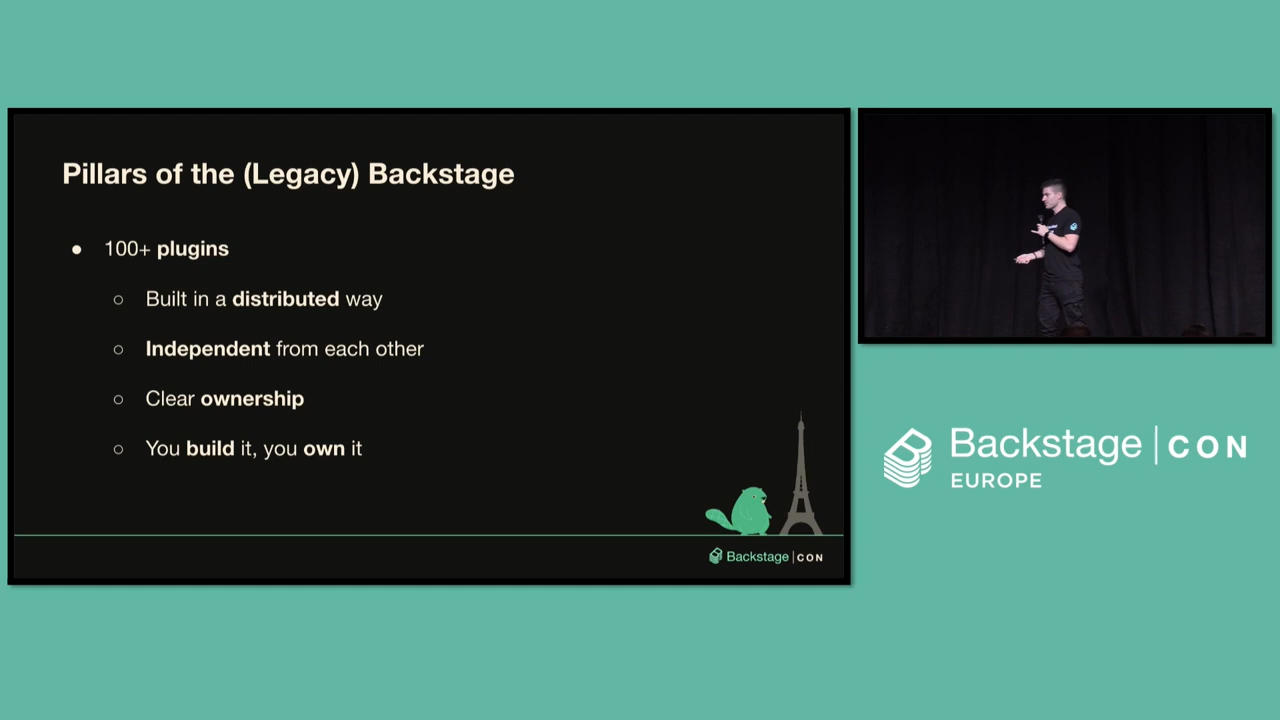 Pillars of the (Legacy) Backstage
● 100+ plugins
○ Built in a distributed way
○ Independent from each other
○ Clear ownership
○ You build it, you own it
Backstage | CON
Backstage | CON
EUROPE